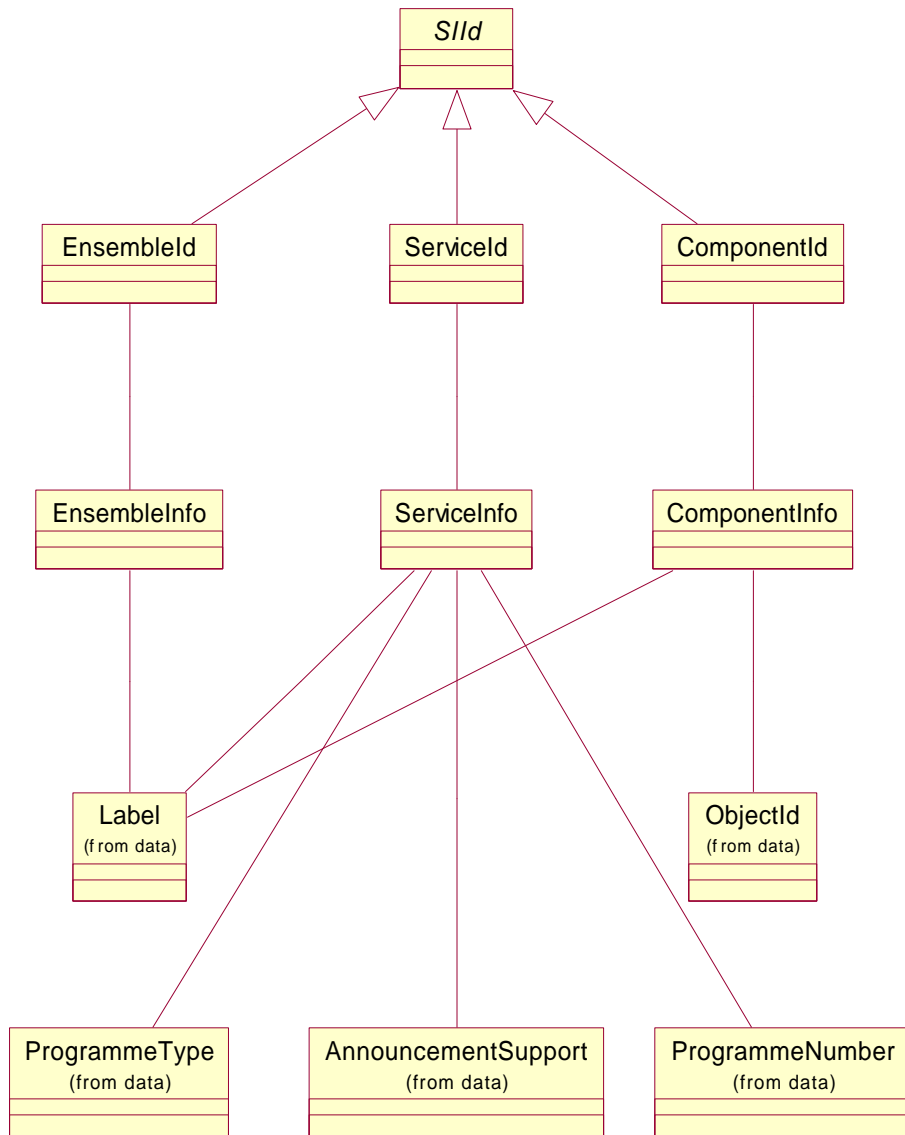 SIId
EnsembleId
ServiceId
ComponentId
EnsembleInfo
ServiceInfo
ComponentInfo
Label
(from data)
ObjectId
(from data)
ProgrammeType
(from data)
AnnouncementSupport
(from data)
ProgrammeNumber
(from data)